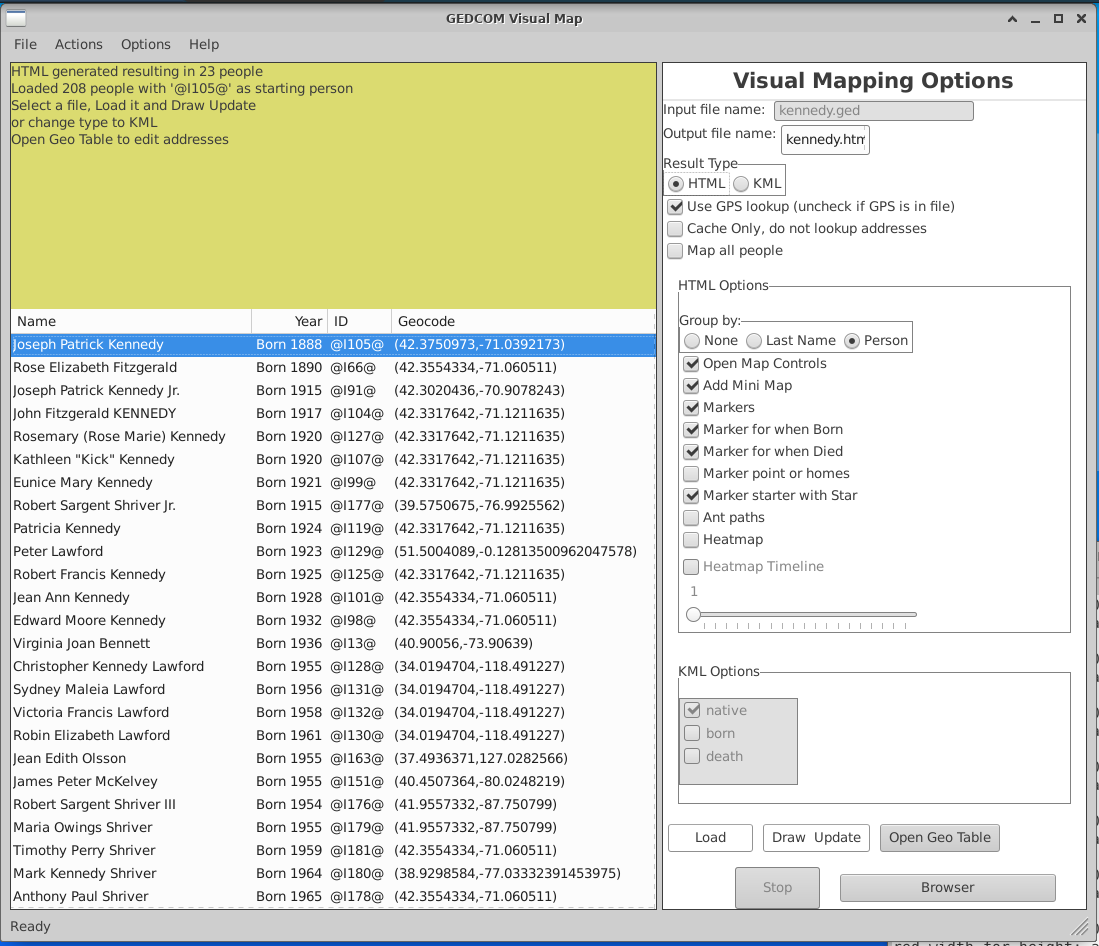 GEDCOM Visual Map
File Actions Options Help
HTML generated resulting in 23 people
Loaded 208 people with '@I105@' as starting person
Select a file, Load it and Draw Update
or change type to KML
Open Geo Table to edit addresses
Name Year ID Geocode
Joseph Patrick Kennedy Born 1888 @I105@ (42.3750973,-71.0392173)
Rose Elizabeth Fitzgerald Born 1890 @I66@ (42.3554334,-71.060511)
Joseph Patrick Kennedy Jr. Born 1915 @I91@ (42.3020436,-70.9078243)
John Fitzgerald KENNEDY Born 1917 @I104@ (42.3317642,-71.1211635)
Rosemary (Rose Marie) Kennedy Born 1920 @I127@ (42.3317642,-71.1211635)
Kathleen "Kick" Kennedy Born 1920 @I107@ (42.3317642,-71.1211635)
Eunice Mary Kennedy Born 1921 @I99@ (42.3317642,-71.1211635)
Robert Sargent Shriver Jr. Born 1915 @I177@ (39.5750675,-76.9925562)
Patricia Kennedy Born 1924 @I119@ (42.3317642,-71.1211635)
Peter Lawford Born 1923 @I129@ (51.5004089,-0.12813500962047578)
Robert Francis Kennedy Born 1925 @I125@ (42.3317642,-71.1211635)
Jean Ann Kennedy Born 1928 @I101@ (42.3554334,-71.060511)
Edward Moore Kennedy Born 1932 @I98@ (42.3554334,-71.060511)
Virginia Joan Bennett Born 1936 @I13@ (40.90056,-73.90639)
Christopher Kennedy Lawford Born 1955 @I128@ (34.0194704,-118.491227)
Sydney Maleia Lawford Born 1956 @I131@ (34.0194704,-118.491227)
Victoria Francis Lawford Born 1958 @I132@ (34.0194704,-118.491227)
Robin Elizabeth Lawford Born 1961 @I130@ (34.0194704,-118.491227)
Jean Edith Olsson Born 1955 @I163@ (37.4936371,127.0282566)
James Peter McKelvey Born 1955 @I151@ (40.4507364,-80.0248219)
Robert Sargent Shriver III Born 1954 @I176@ (41.9557332,-87.750799)
Maria Owings Shriver Born 1955 @I179@ (41.9557332,-87.750799)
Timothy Perry Shriver Born 1959 @I181@ (42.3554334,-71.060511)
Mark Kennedy Shriver Born 1964 @I180@ (38.9298584,-77.03332391453975)
Anthony Paul Shriver Born 1965 @I178@ (42.3554334,-71.060511)
Visual Mapping Options
Input file name: kennedy.ged
Output file name: kennedy.htm
Result Type
HTML KML
Use GPS lookup (uncheck if GPS is in file)
Cache Only, do not lookup addresses
Map all people
HTML Options
Group by:
None Last Name Person
Open Map Controls
Add Mini Map
Markers
Marker for when Born
Marker for when Died
Marker point or homes
Marker starter with Star
Ant paths
Heatmap
Heatmap Timeline
1
KML Options
native
born
death
Load Draw Update Open Geo Table
Stop Browser
Ready